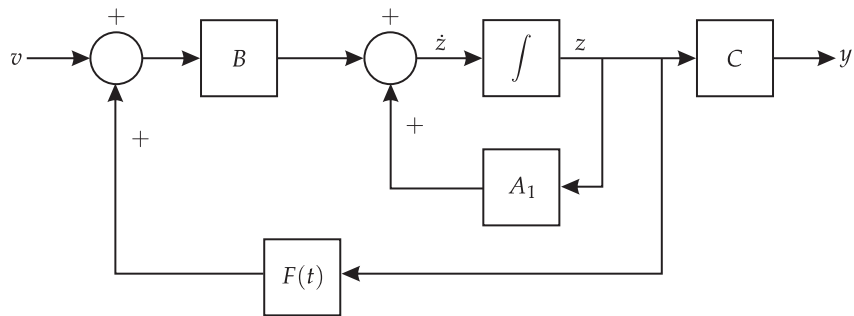 + +
v B ż ∫ z C y
+ +
A₁
F(t)